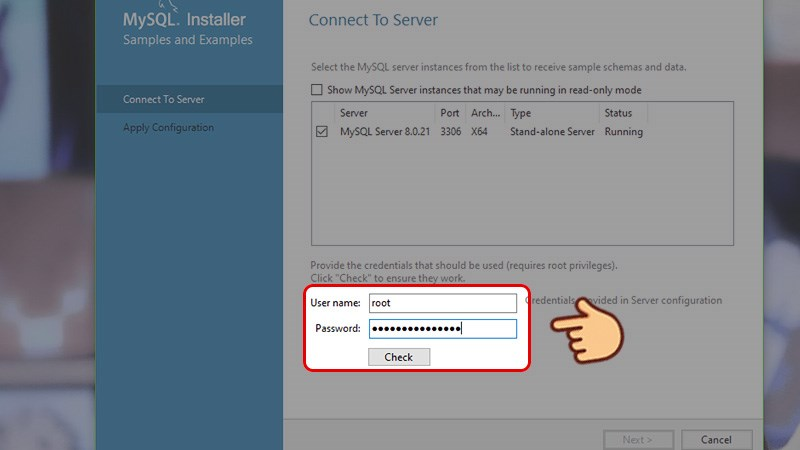 MySQL. Installer
Samples and Examples
Connect To Server
Apply Configuration
Connect To Server
Select the MySQL server instances from the list to receive sample schemas and data.
Show MySQL Server instances that may be running in read-only mode
Server Port Arch... Type Status
MySQL Server 8.0.21 3306 X64 Stand-alone Server Running
Provide the credentials that should be used (requires root privileges).
Click "Check" to ensure they work.
User name: root
Credentials provided in Server configuration
Password: ●●●●●●●●●●●●●●●
Check
Next >
Cancel